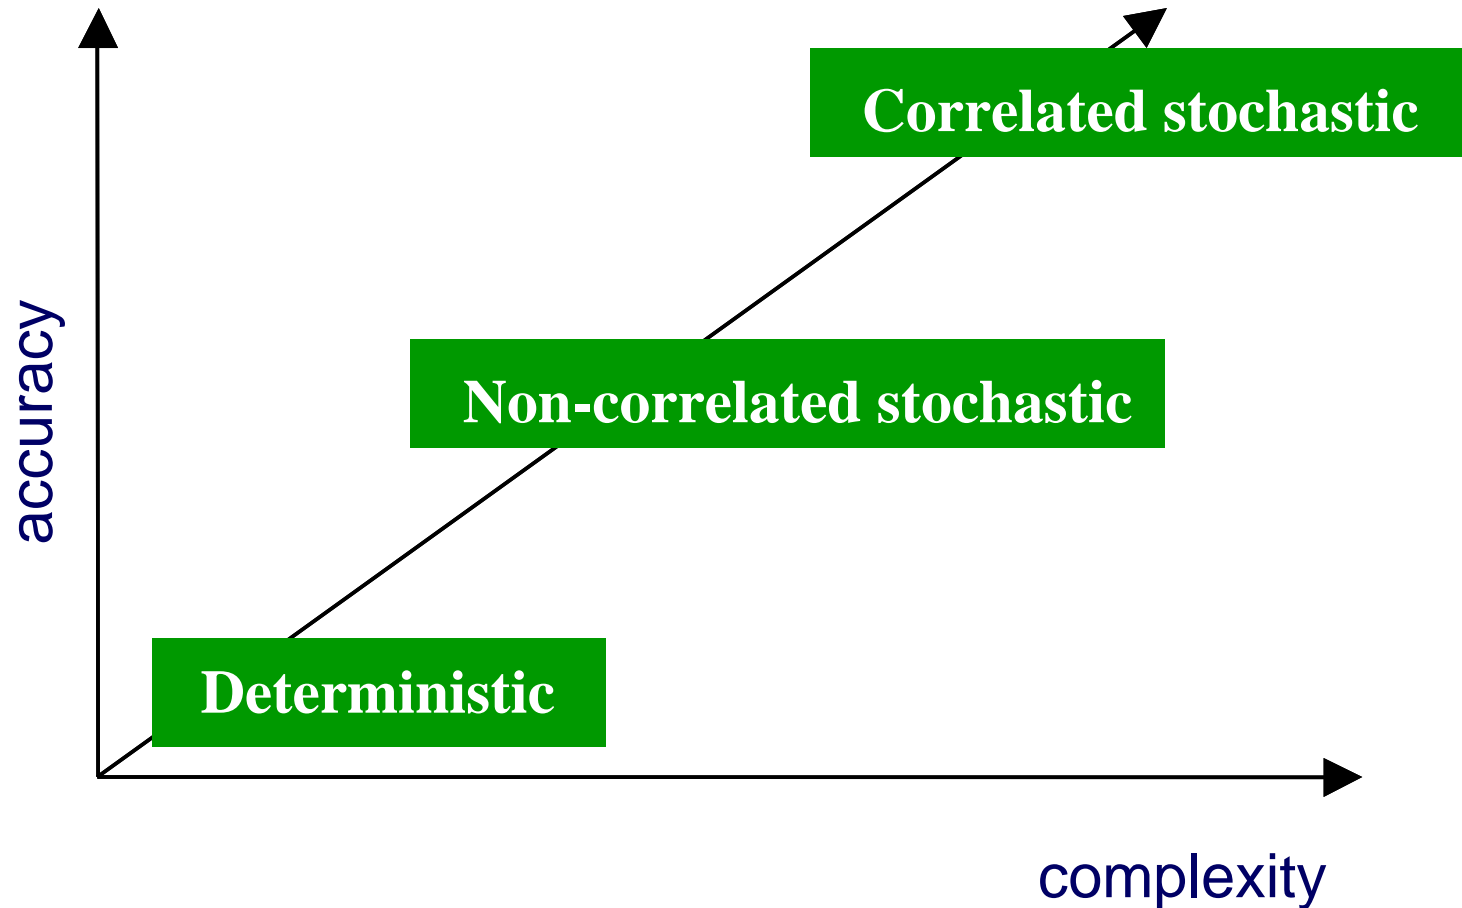 Correlated stochastic
Non-correlated stochastic
accuracy
Deterministic
complexity